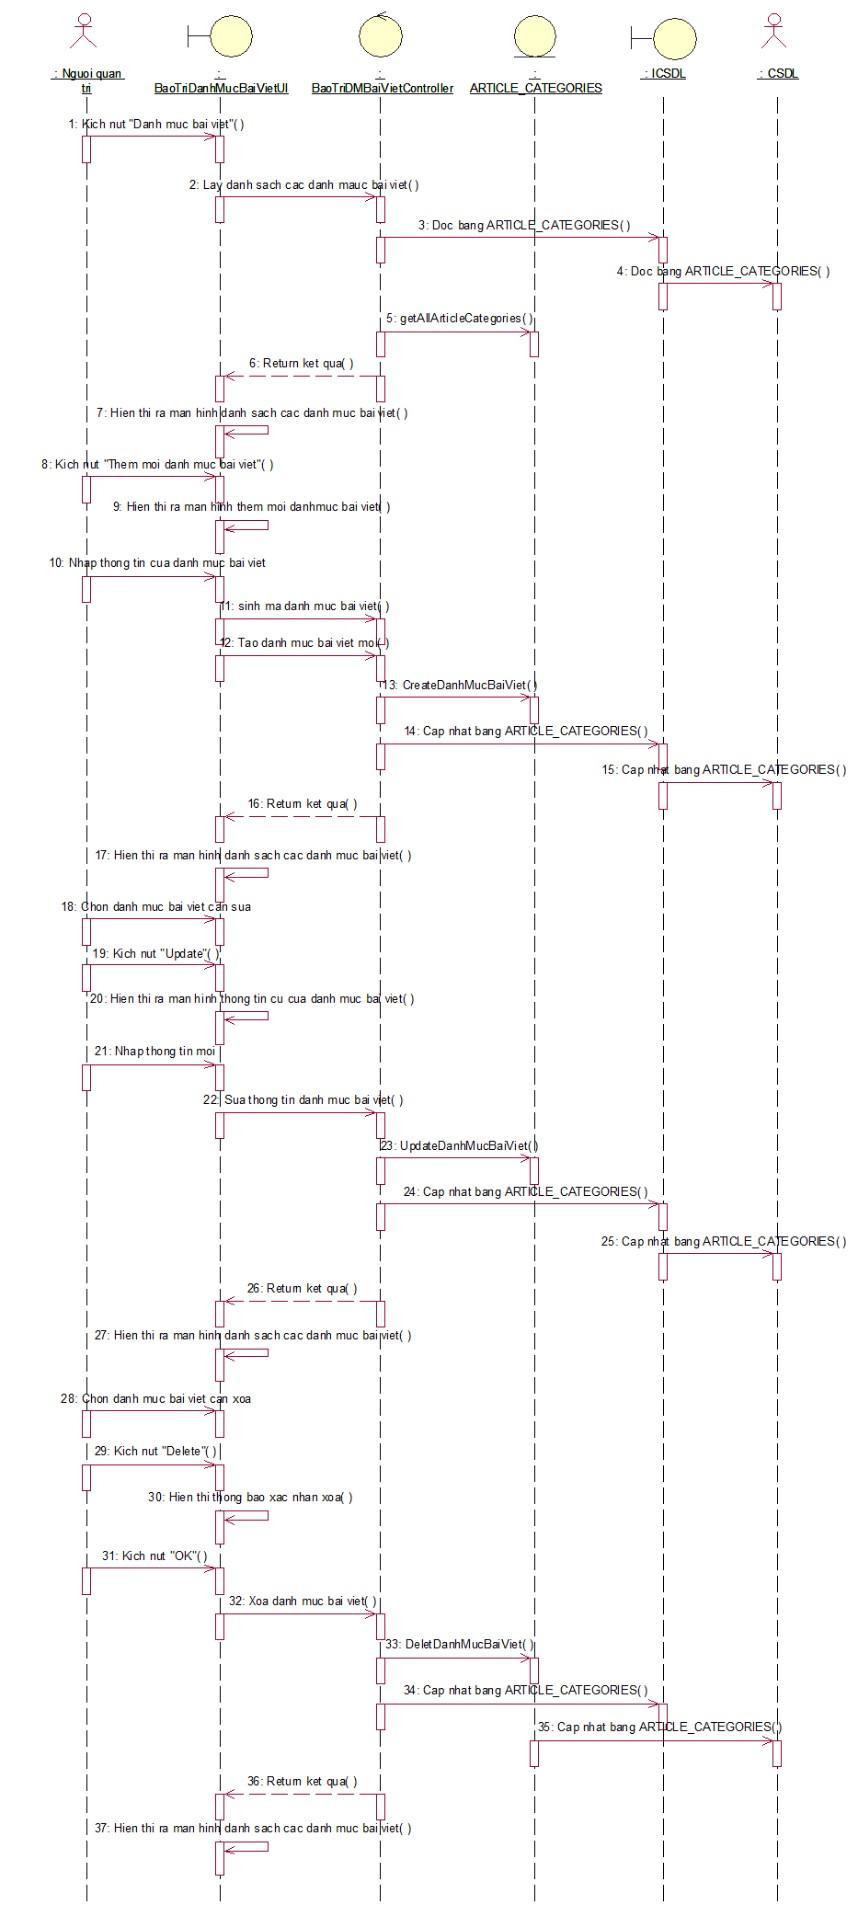 : Nguoi quan
tri
:
BaoTriDanhMucBaiVietUI
:
BaoTriDMBaiVietController
:
ARTICLE_CATEGORIES
: ICSDL
: CSDL
1: Kich nut "Danh muc bai viet"( )
2: Lay danh sach cac danh mauc bai viet( )
3: Doc bang ARTICLE_CATEGORIES( )
4: Doc bang ARTICLE_CATEGORIES( )
5: getAllArticleCategories( )
6: Return ket qua( )
7: Hien thi ra man hinh danh sach cac danh muc bai viet( )
8: Kich nut "Them moi danh muc bai viet"( )
9: Hien thi ra man hinh them moi danhmuc bai viet( )
10: Nhap thong tin cua danh muc bai viet
11: sinh ma danh muc bai viet( )
12: Tao danh muc bai viet moi( )
13: CreateDanhMucBaiViet( )
14: Cap nhat bang ARTICLE_CATEGORIES( )
15: Cap nhat bang ARTICLE_CATEGORIES( )
16: Return ket qua( )
17: Hien thi ra man hinh danh sach cac danh muc bai viet( )
18: Chon danh muc bai viet can sua
19: Kich nut "Update"( )
20: Hien thi ra man hinh thong tin cu cua danh muc bai viet( )
21: Nhap thong tin moi
22: Sua thong tin danh muc bai viet( )
23: UpdateDanhMucBaiViet( )
24: Cap nhat bang ARTICLE_CATEGORIES( )
25: Cap nhat bang ARTICLE_CATEGORIES( )
26: Return ket qua( )
27: Hien thi ra man hinh danh sach cac danh muc bai viet( )
28: Chon danh muc bai viet can xoa
29: Kich nut "Delete"( )
30: Hien thi thong bao xac nhan xoa( )
31: Kich nut "OK"( )
32: Xoa danh muc bai viet( )
33: DeletDanhMucBaiViet( )
34: Cap nhat bang ARTICLE_CATEGORIES( )
35: Cap nhat bang ARTICLE_CATEGORIES( )
36: Return ket qua( )
37: Hien thi ra man hinh danh sach cac danh muc bai viet( )